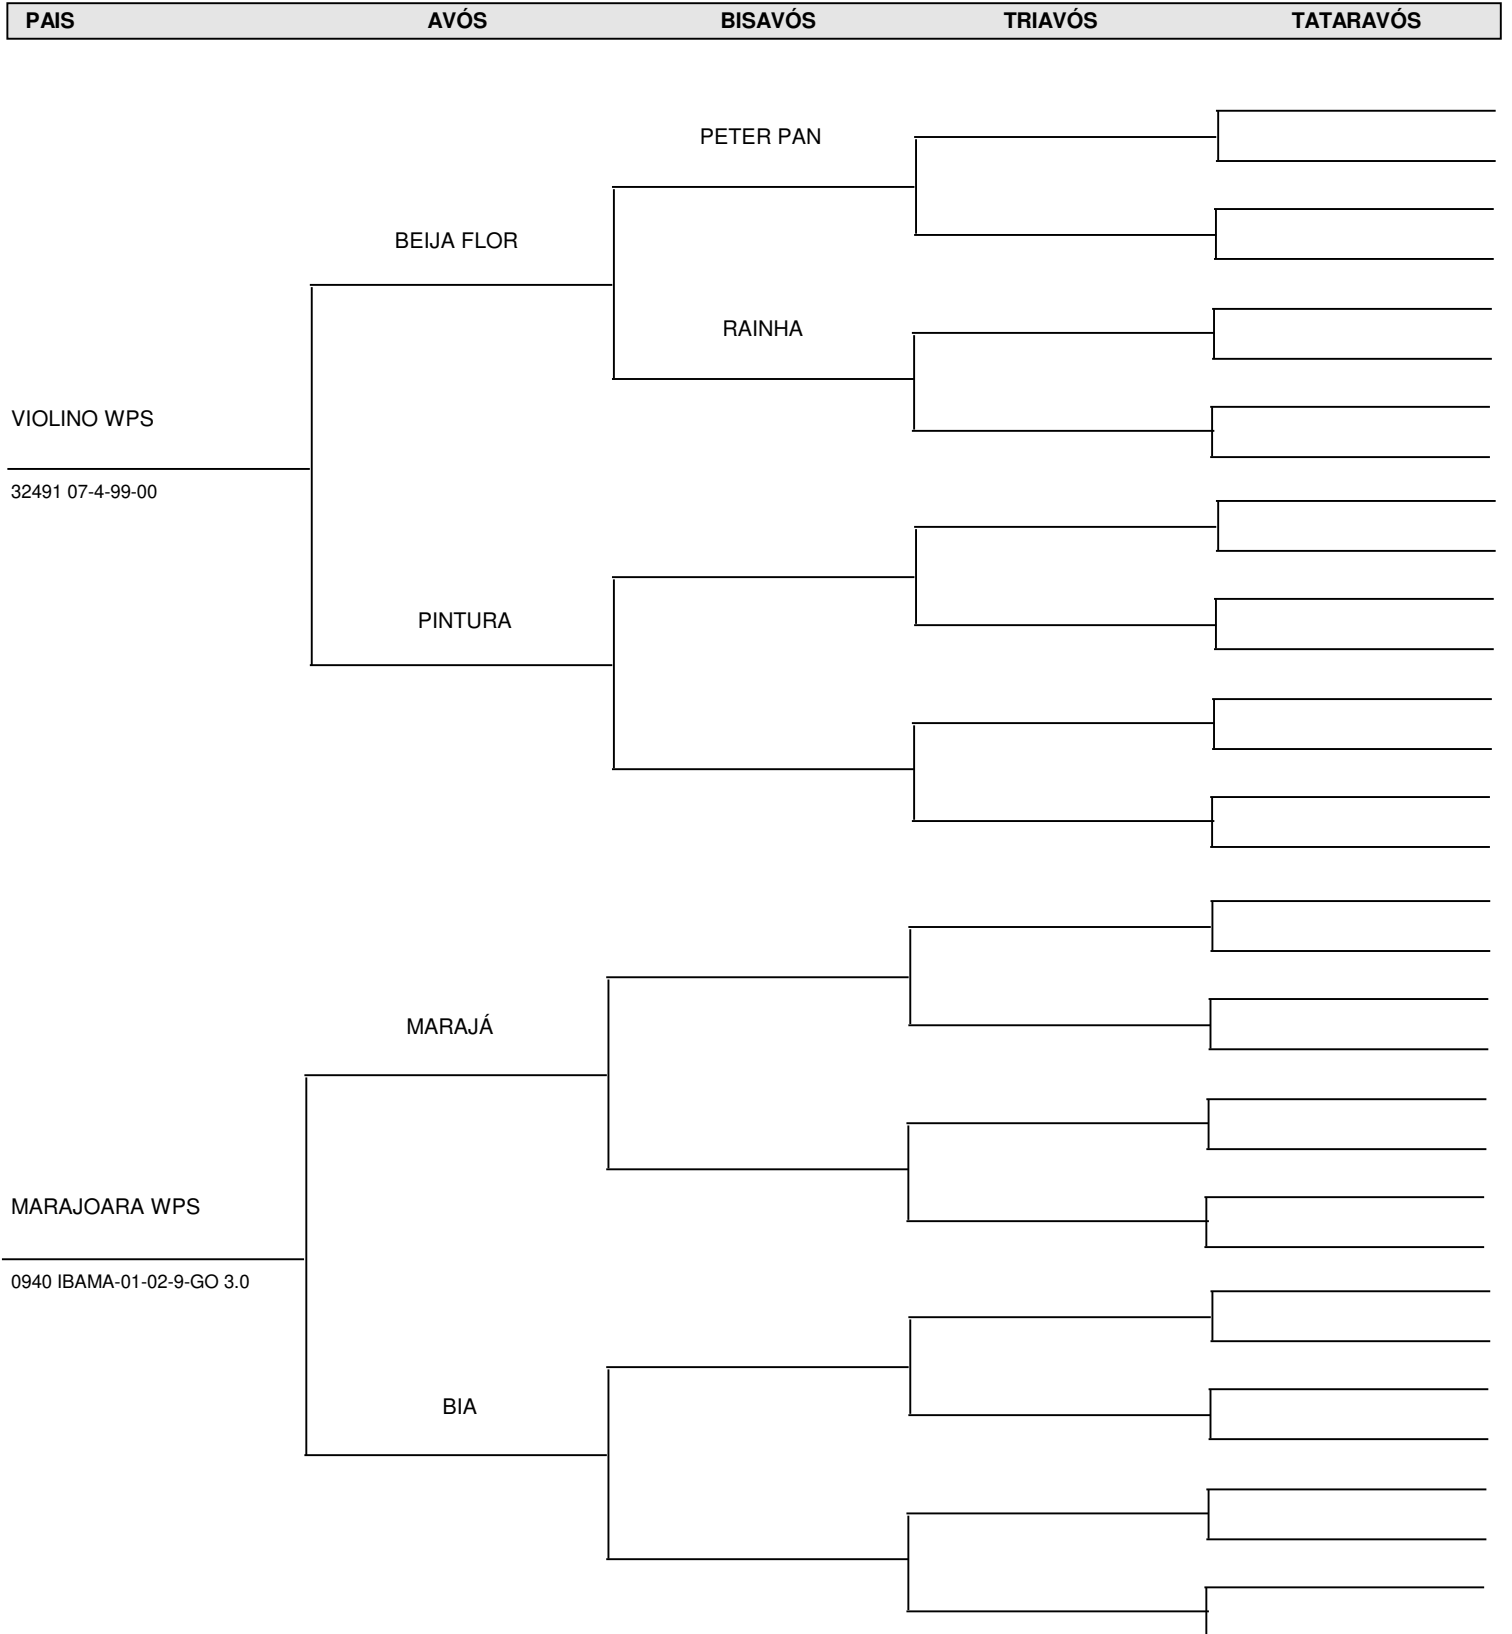 PAIS AVÓS BISAVÓS TRIAVÓS TATARAVÓS
PETER PAN
BEIJA FLOR
RAINHA
VIOLINO WPS
32491 07-4-99-00
PINTURA
MARAJÁ
MARAJOARA WPS
0940 IBAMA-01-02-9-GO 3.0
BIA